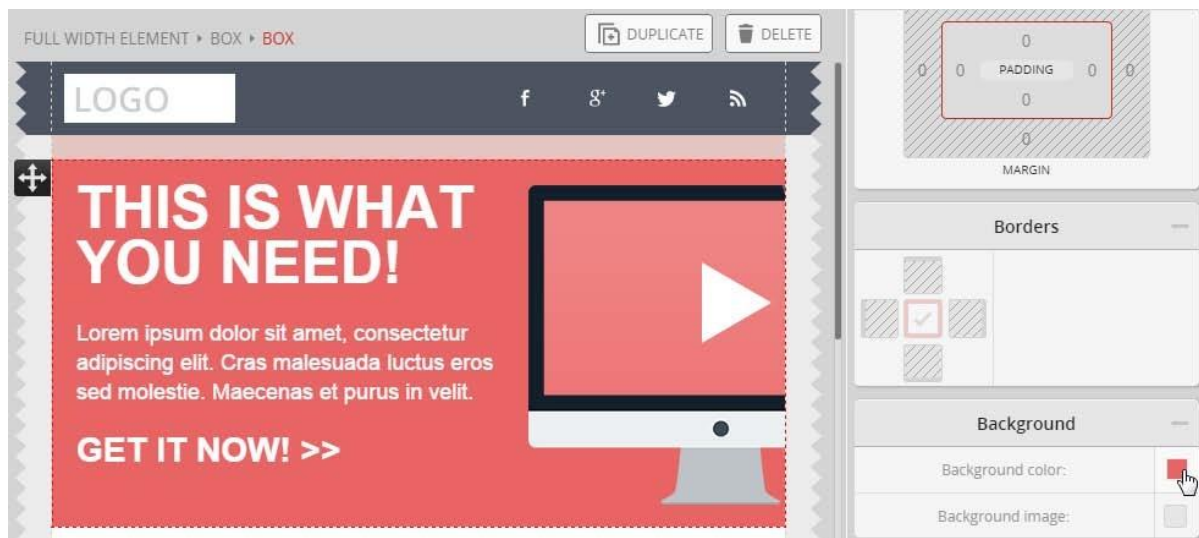 FULL WIDTH ELEMENT ▸ BOX ▸ BOX
DUPLICATE
DELETE
LOGO
f
g+
THIS IS WHAT
YOU NEED!
Lorem ipsum dolor sit amet, consectetur
adipiscing elit. Cras malesuada luctus eros
sed molestie. Maecenas et purus in velit.
GET IT NOW! >>
0
0 0 PADDING 0 0
0
0
MARGIN
Borders
Background
Background color:
Background image: